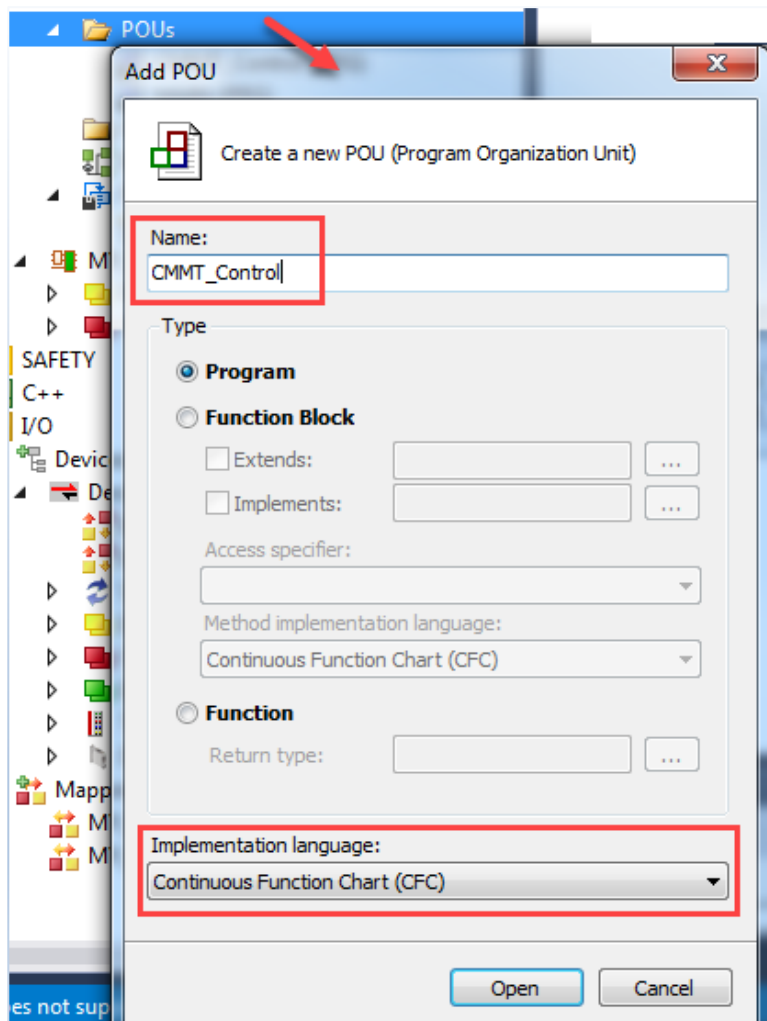 POUs
Add POU
Create a new POU (Program Organization Unit)
Name:
CMMT_Control
Type
Program
Function Block
Extends:
...
Implements:
...
Access specifier:
Method implementation language:
Continuous Function Chart (CFC)
Function
Return type:
...
Implementation language:
Continuous Function Chart (CFC)
Open
Cancel
M
SAFETY
C++
I/O
Devic
De
Mapp
M
M
es not sup